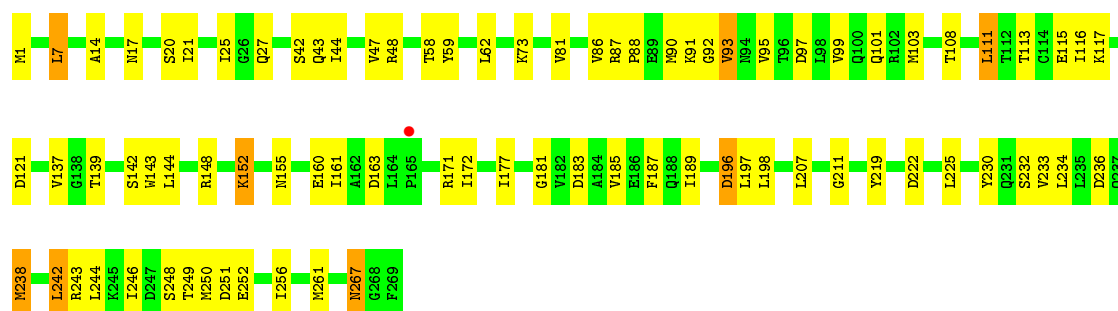 M1 L7 A14 N17 S20 I21 I25 G26 Q27 S42 Q43 I44 V47 R48 T58 Y59 L62 K73 V81 V86 R87 P88 E89 M90 K91 G92 V93 N94 V95 T96 D97 L98 V99 Q100 Q101 R102 M103 T108 L111 T112 T113 C114 E115 I116 K117
D121 V137 G138 T139 S142 W143 L144 R148 K152 N155 E160 I161 A162 D163 L164 P165 R171 I172 I177 G181 V182 D183 A184 V185 E186 F187 Q188 I189 D196 L197 L198 L207 G211 Y219 D222 L225 Y230 Q231 S232 V233 L234 L235 D236
M238 L242 R243 L244 K245 I246 D247 S248 T249 M250 D251 E252 I256 M261 N267 G268 F269